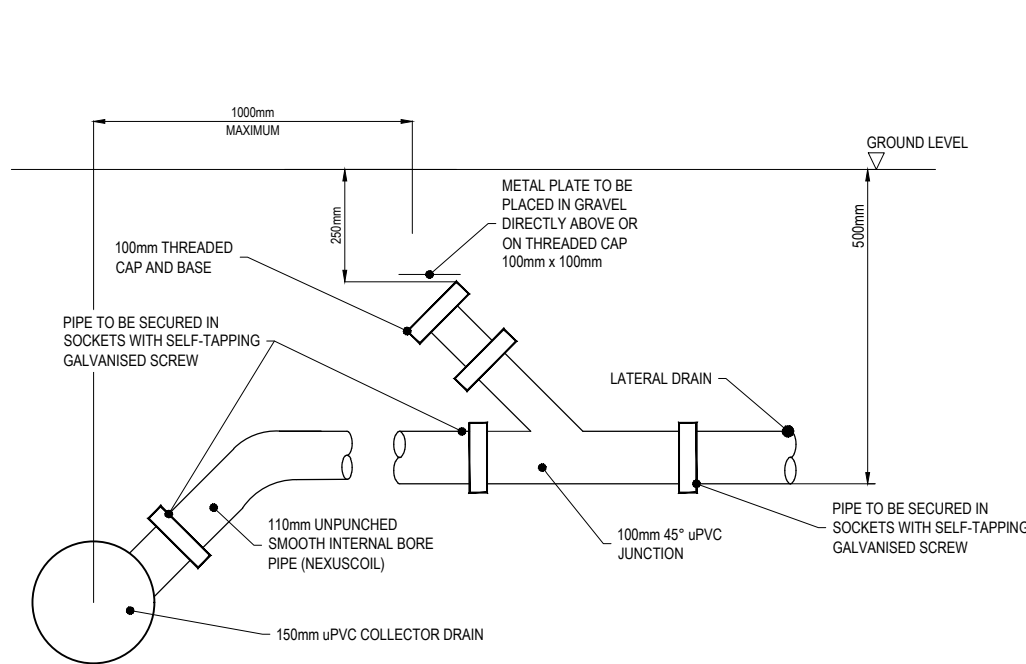 1000mm
MAXIMUM
GROUND LEVEL
METAL PLATE TO BE
PLACED IN GRAVEL
DIRECTLY ABOVE OR
ON THREADED CAP
100mm x 100mm
250mm
500mm
100mm THREADED
CAP AND BASE
PIPE TO BE SECURED IN
SOCKETS WITH SELF-TAPPING
GALVANISED SCREW
LATERAL DRAIN
110mm UNPUNCHED
SMOOTH INTERNAL BORE
PIPE (NEXUSCOIL)
100mm 45° uPVC
JUNCTION
PIPE TO BE SECURED IN
SOCKETS WITH SELF-TAPPING
GALVANISED SCREW
150mm uPVC COLLECTOR DRAIN